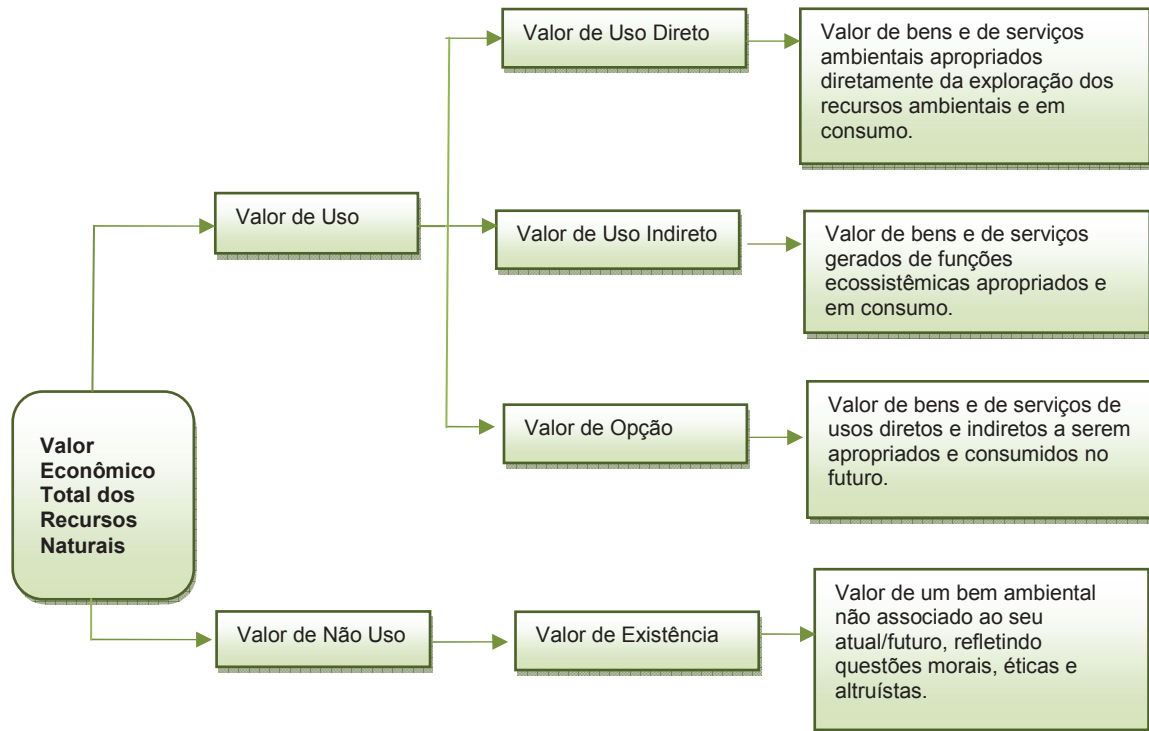 Valor de Uso Direto
Valor de bens e de serviços
ambientais apropriados
diretamente da exploração dos
recursos ambientais e em
consumo.
Valor de Uso
Valor de Uso Indireto
Valor de bens e de serviços
gerados de funções
ecossistêmicas apropriados e
em consumo.
Valor
Econômico
Total dos
Recursos
Naturais
Valor de Opção
Valor de bens e de serviços de
usos diretos e indiretos a serem
apropriados e consumidos no
futuro.
Valor de Não Uso
Valor de Existência
Valor de um bem ambiental
não associado ao seu
atual/futuro, refletindo
questões morais, éticas e
altruístas.